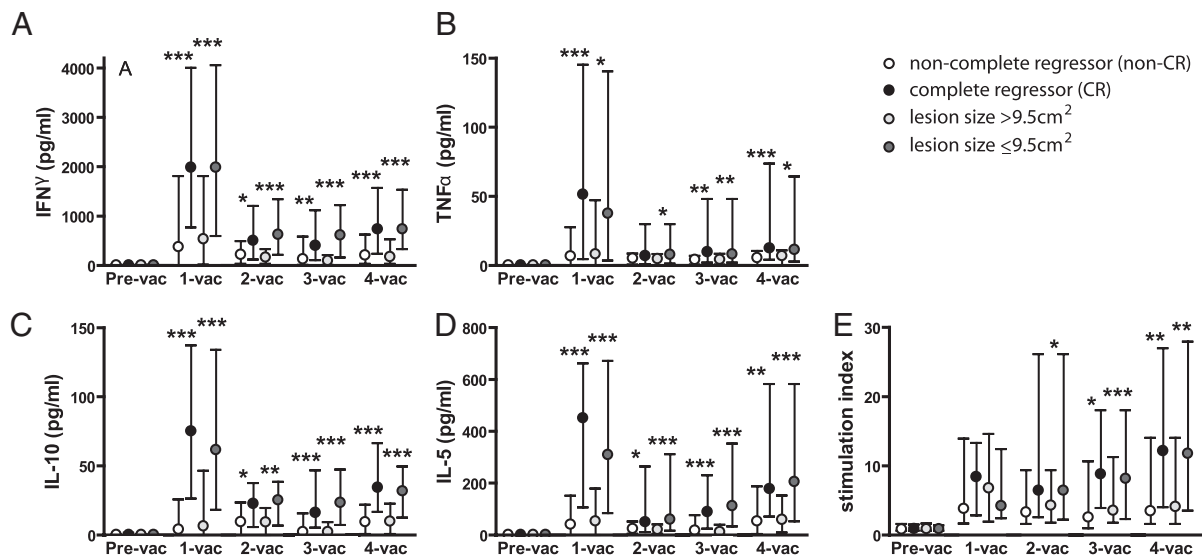 A
***
***
A
IFNγ (pg/ml)
4000
3000
2000
1000
0
*
***
**
***
***
***
Pre-vac 1-vac 2-vac 3-vac 4-vac
B
***
*
TNFα (pg/ml)
150
100
50
0
*
**
**
***
*
Pre-vac 1-vac 2-vac 3-vac 4-vac
non-complete regressor (non-CR)
complete regressor (CR)
lesion size >9.5cm²
lesion size ≤9.5cm²
C
***
***
IL-10 (pg/ml)
150
100
50
0
*
**
***
***
***
***
Pre-vac 1-vac 2-vac 3-vac 4-vac
D
***
***
IL-5 (pg/ml)
800
600
400
200
0
*
***
***
***
**
***
Pre-vac 1-vac 2-vac 3-vac 4-vac
E
stimulation index
30
20
10
0
*
*
***
**
**
Pre-vac 1-vac 2-vac 3-vac 4-vac